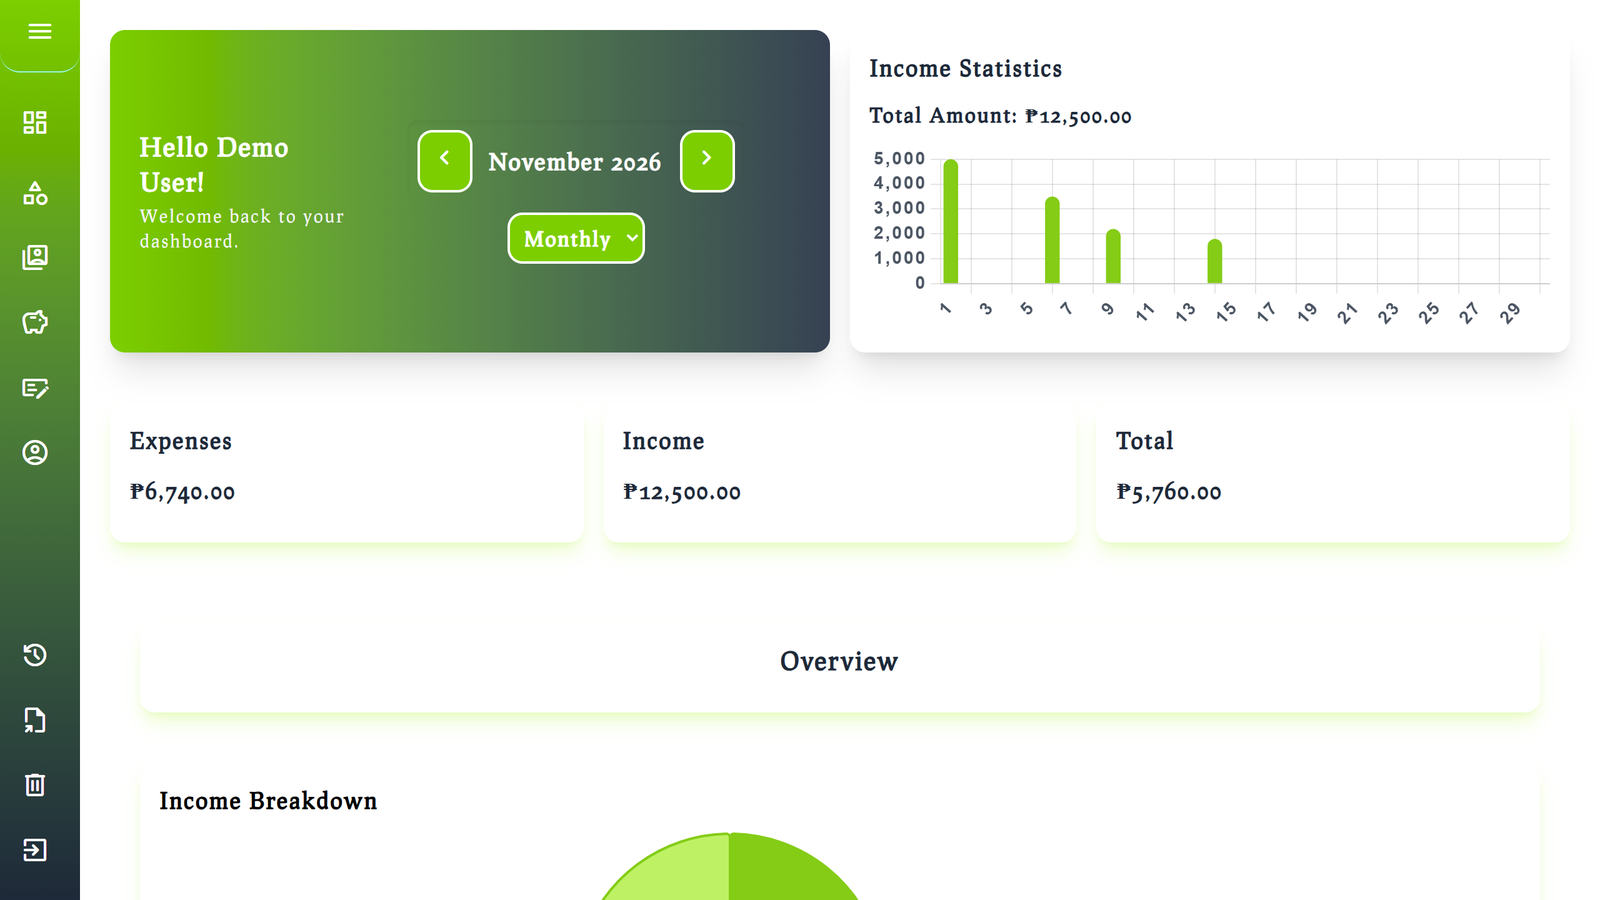 Hello Demo
User!
Welcome back to your
dashboard.
November 2026
Monthly
Income Statistics
Total Amount: ₱12,500.00
5,000
4,000
3,000
2,000
1,000
0
1 3 5 7 9 11 13 15 17 19 21 23 25 27 29
Expenses
₱6,740.00
Income
₱12,500.00
Total
₱5,760.00
Overview
Income Breakdown